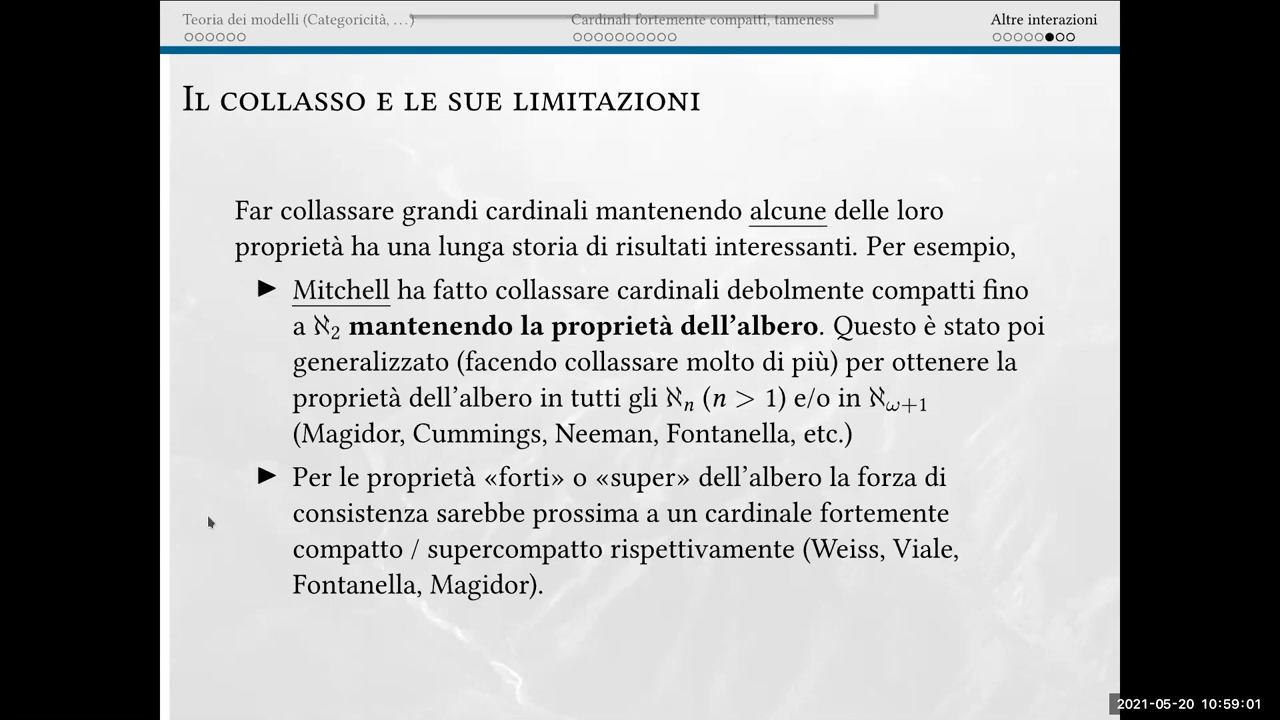 Teoria dei modelli (Categoricità, …) Cardinali fortemente compatti, tameness Altre interazioni
Il collasso e le sue limitazioni
Far collassare grandi cardinali mantenendo alcune delle loro
proprietà ha una lunga storia di risultati interessanti. Per esempio,
► Mitchell ha fatto collassare cardinali debolmente compatti fino
a ℵ₂ mantenendo la proprietà dell'albero. Questo è stato poi
generalizzato (facendo collassare molto di più) per ottenere la
proprietà dell'albero in tutti gli ℵₙ (n > 1) e/o in ℵ_{ω+1}
(Magidor, Cummings, Neeman, Fontanella, etc.)
► Per le proprietà «forti» o «super» dell'albero la forza di
consistenza sarebbe prossima a un cardinale fortemente
compatto / supercompatto rispettivamente (Weiss, Viale,
Fontanella, Magidor).
2021-05-20 10:59:01